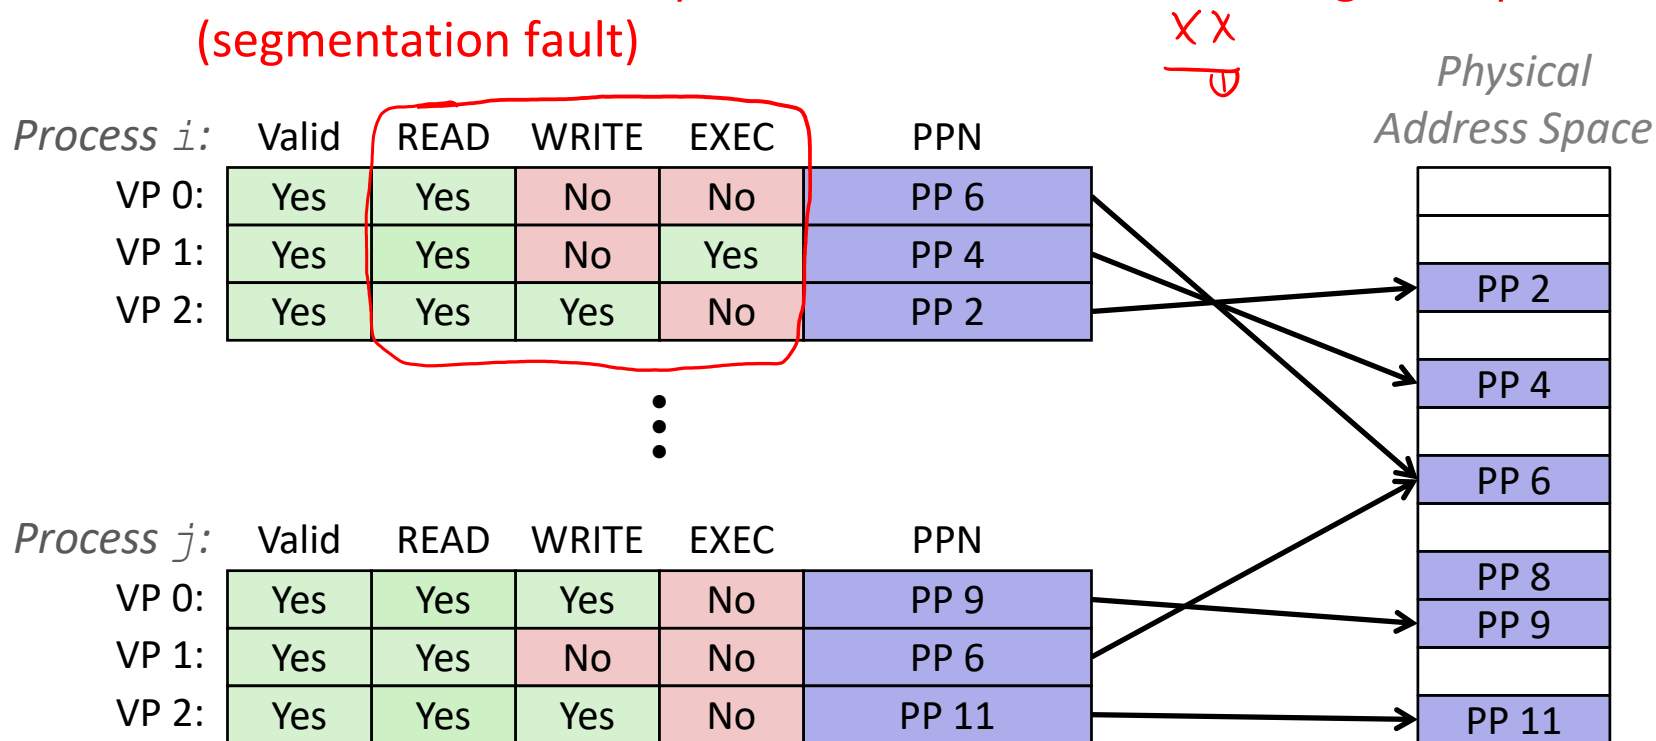 (segmentation fault)
X X
Physical
Address Space
Process i: Valid READ WRITE EXEC PPN
VP 0: Yes Yes No No PP 6
VP 1: Yes Yes No Yes PP 4
VP 2: Yes Yes Yes No PP 2
PP 2
PP 4
PP 6
PP 8
PP 9
PP 11
Process j: Valid READ WRITE EXEC PPN
VP 0: Yes Yes Yes No PP 9
VP 1: Yes Yes No No PP 6
VP 2: Yes Yes Yes No PP 11